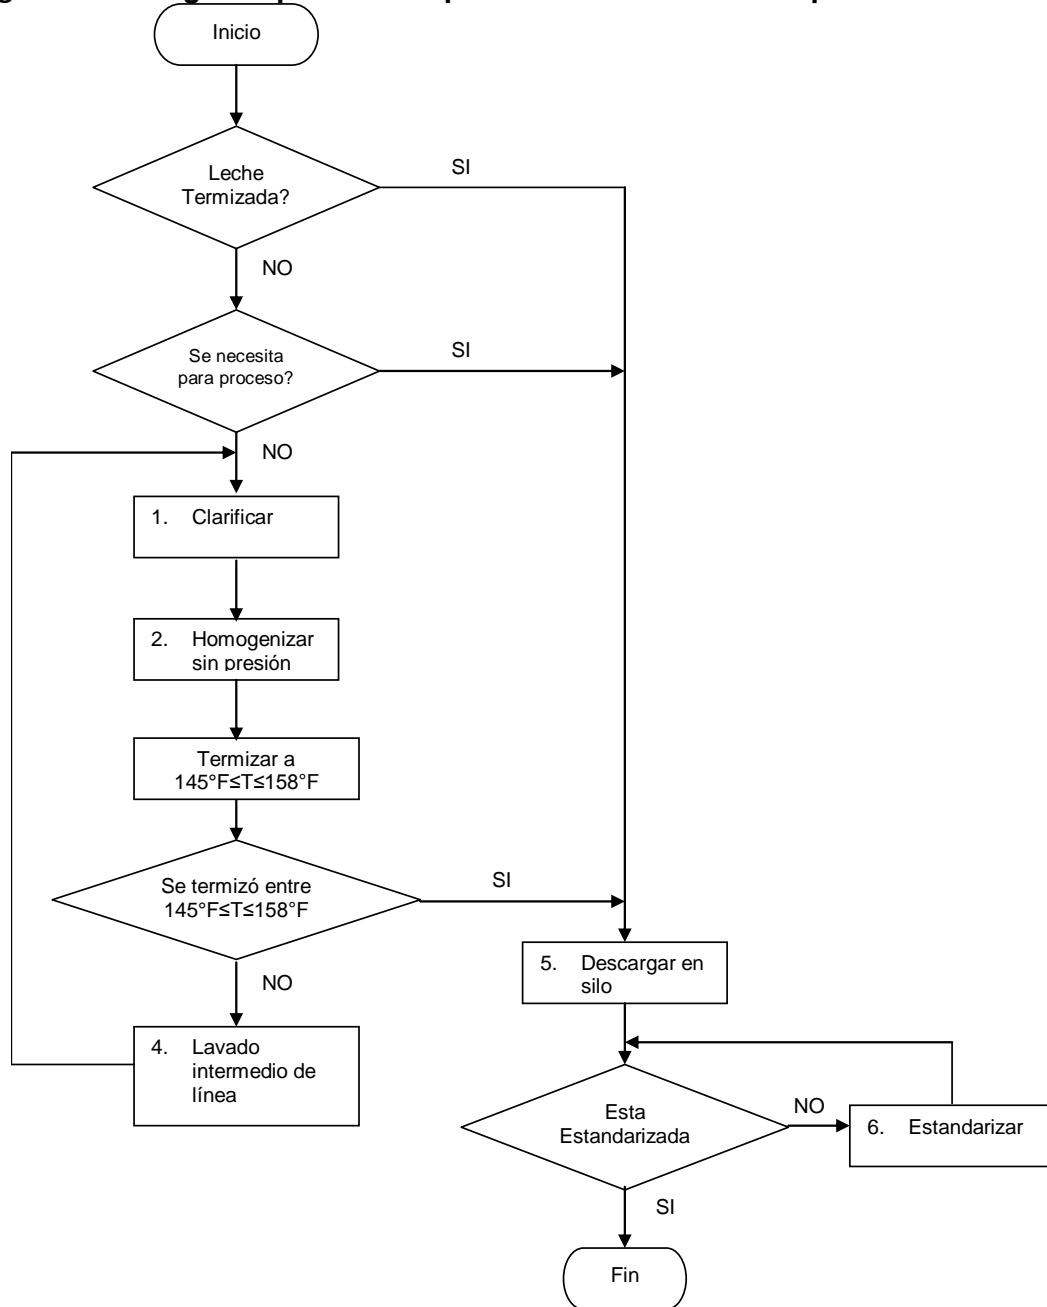 Inicio
Leche
Termizada?
SI
NO
Se necesita
para proceso?
SI
NO
1. Clarificar
2. Homogenizar
sin presión
Termizar a
145°F≤T≤158°F
Se termizó entre
145°F≤T≤158°F
SI
NO
4. Lavado
intermedio de
línea
5. Descargar en
silo
Esta
Estandarizada
NO
6. Estandarizar
SI
Fin